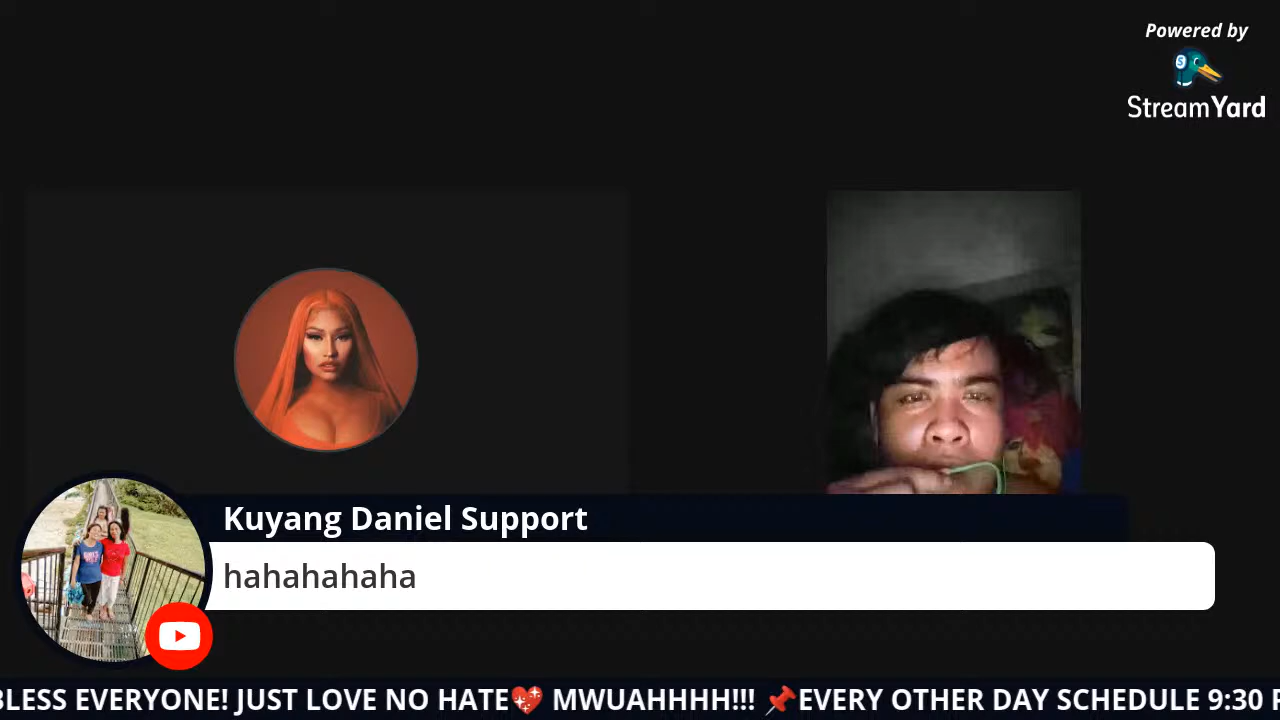 Powered by
StreamYard
Kuyang Daniel Support
hahahahaha
BLESS EVERYONE! JUST LOVE NO HATE💖 MWUAHHHH!!! 📌EVERY OTHER DAY SCHEDULE 9:30